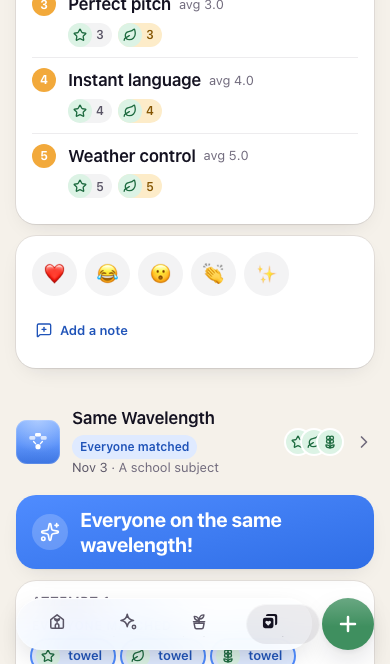 3 Perfect pitch avg 3.0
3 3
4 Instant language avg 4.0
4 4
5 Weather control avg 5.0
5 5
Add a note
Same Wavelength
Everyone matched
Nov 3 · A school subject
Everyone on the same
wavelength!
towel towel towel